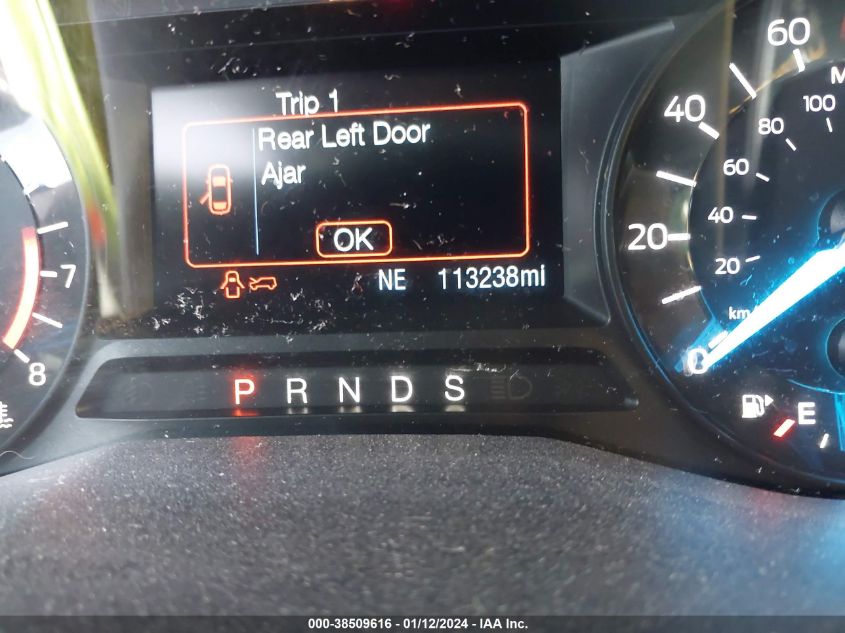 Trip 1
Rear Left Door
Ajar
OK
NE 113238mi
P R N D S
7
8
60
40
20
0
100
80
60
40
20
km
E
000-38509616 - 01/12/2024 - IAA Inc.